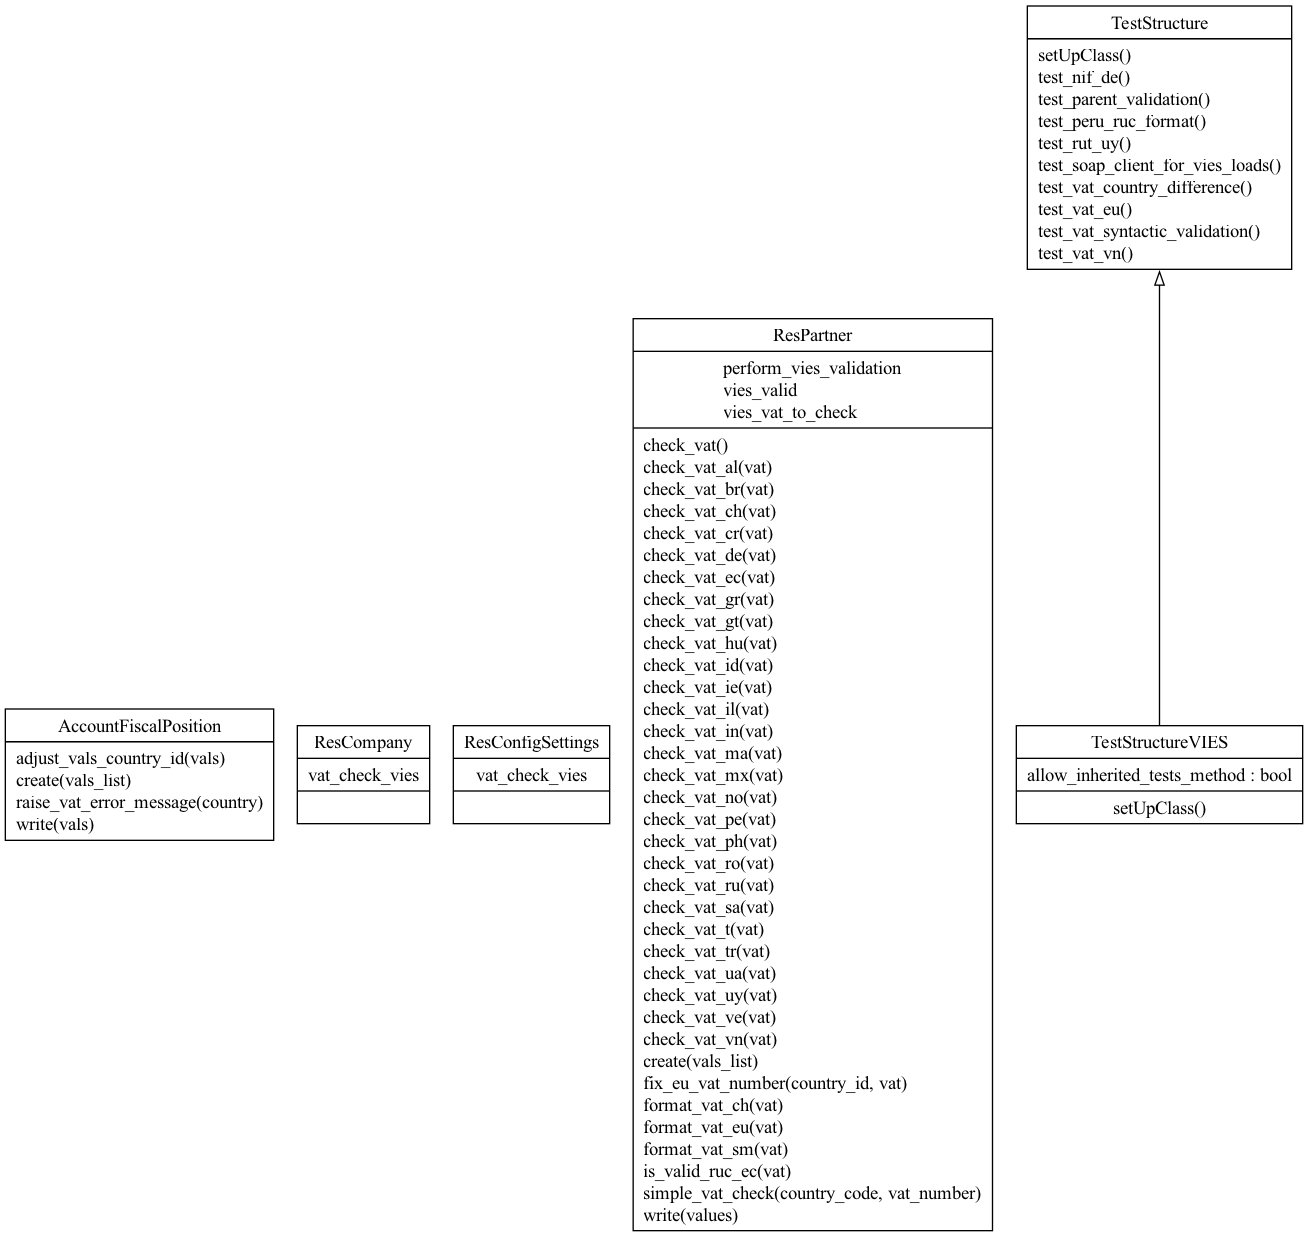 TestStructure
setUpClass()
test_nif_de()
test_parent_validation()
test_peru_ruc_format()
test_rut_uy()
test_soap_client_for_vies_loads()
test_vat_country_difference()
test_vat_eu()
test_vat_syntactic_validation()
test_vat_vn()
ResPartner
perform_vies_validation
vies_valid
vies_vat_to_check
check_vat()
check_vat_al(vat)
check_vat_br(vat)
check_vat_ch(vat)
check_vat_cr(vat)
check_vat_de(vat)
check_vat_ec(vat)
check_vat_gr(vat)
check_vat_gt(vat)
check_vat_hu(vat)
check_vat_id(vat)
check_vat_ie(vat)
check_vat_il(vat)
check_vat_in(vat)
check_vat_ma(vat)
check_vat_mx(vat)
check_vat_no(vat)
check_vat_pe(vat)
check_vat_ph(vat)
check_vat_ro(vat)
check_vat_ru(vat)
check_vat_sa(vat)
check_vat_t(vat)
check_vat_tr(vat)
check_vat_ua(vat)
check_vat_uy(vat)
check_vat_ve(vat)
check_vat_vn(vat)
create(vals_list)
fix_eu_vat_number(country_id, vat)
format_vat_ch(vat)
format_vat_eu(vat)
format_vat_sm(vat)
is_valid_ruc_ec(vat)
simple_vat_check(country_code, vat_number)
write(values)
AccountFiscalPosition
adjust_vals_country_id(vals)
create(vals_list)
raise_vat_error_message(country)
write(vals)
ResCompany
vat_check_vies
ResConfigSettings
vat_check_vies
TestStructureVIES
allow_inherited_tests_method : bool
setUpClass()